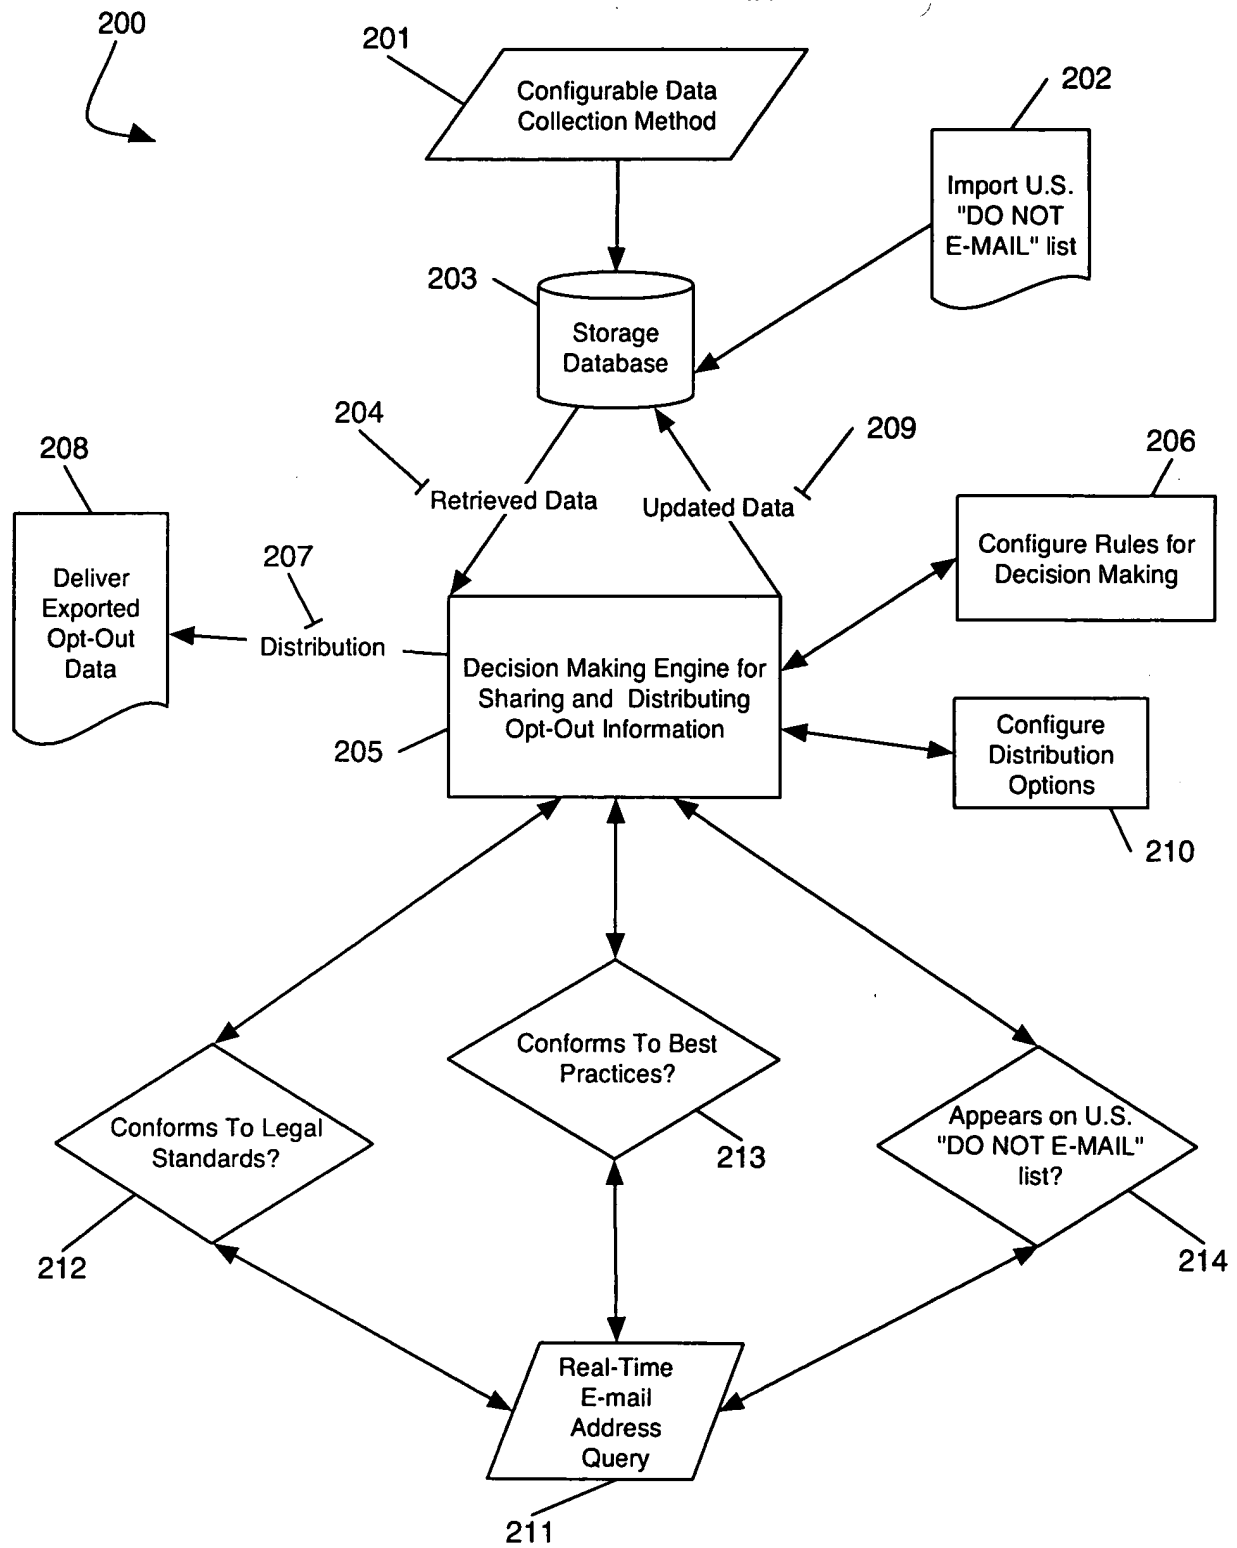 200
201
Configurable Data
Collection Method
202
Import U.S.
"DO NOT
E-MAIL" list
203
Storage
Database
204
Retrieved Data
209
Updated Data
206
Configure Rules for
Decision Making
208
Deliver
Exported
Opt-Out
Data
207
Distribution
Decision Making Engine for
Sharing and Distributing
Opt-Out Information
205
Configure
Distribution
Options
210
Conforms To Legal
Standards?
212
Conforms To Best
Practices?
213
Appears on U.S.
"DO NOT E-MAIL"
list?
214
Real-Time
E-mail
Address
Query
211